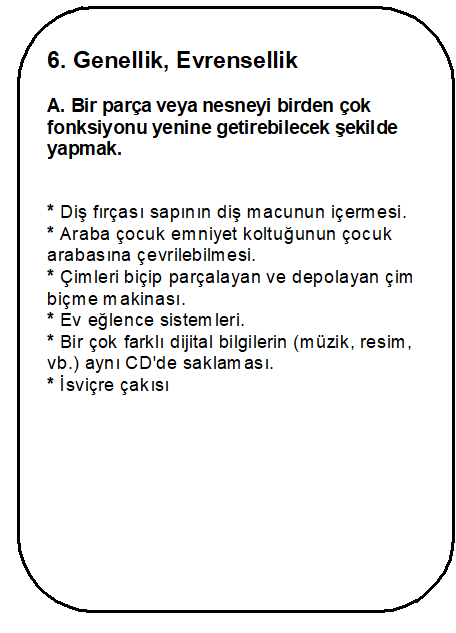 6. Genellik, Evrensellik
A. Bir parça veya nesneyi birden çok
fonksiyonu yenine getirebilecek şekilde
yapmak.
* Diş fırçası sapının diş macunun içermesi.
* Araba çocuk emniyet koltuğunun çocuk
arabasına çevrilebilmesi.
* Çimleri biçip parçalayan ve depolayan çim
biçme makinası.
* Ev eğlence sistemleri.
* Bir çok farklı dijital bilgilerin (müzik, resim,
vb.) aynı CD'de saklaması.
* İsviçre çakısı